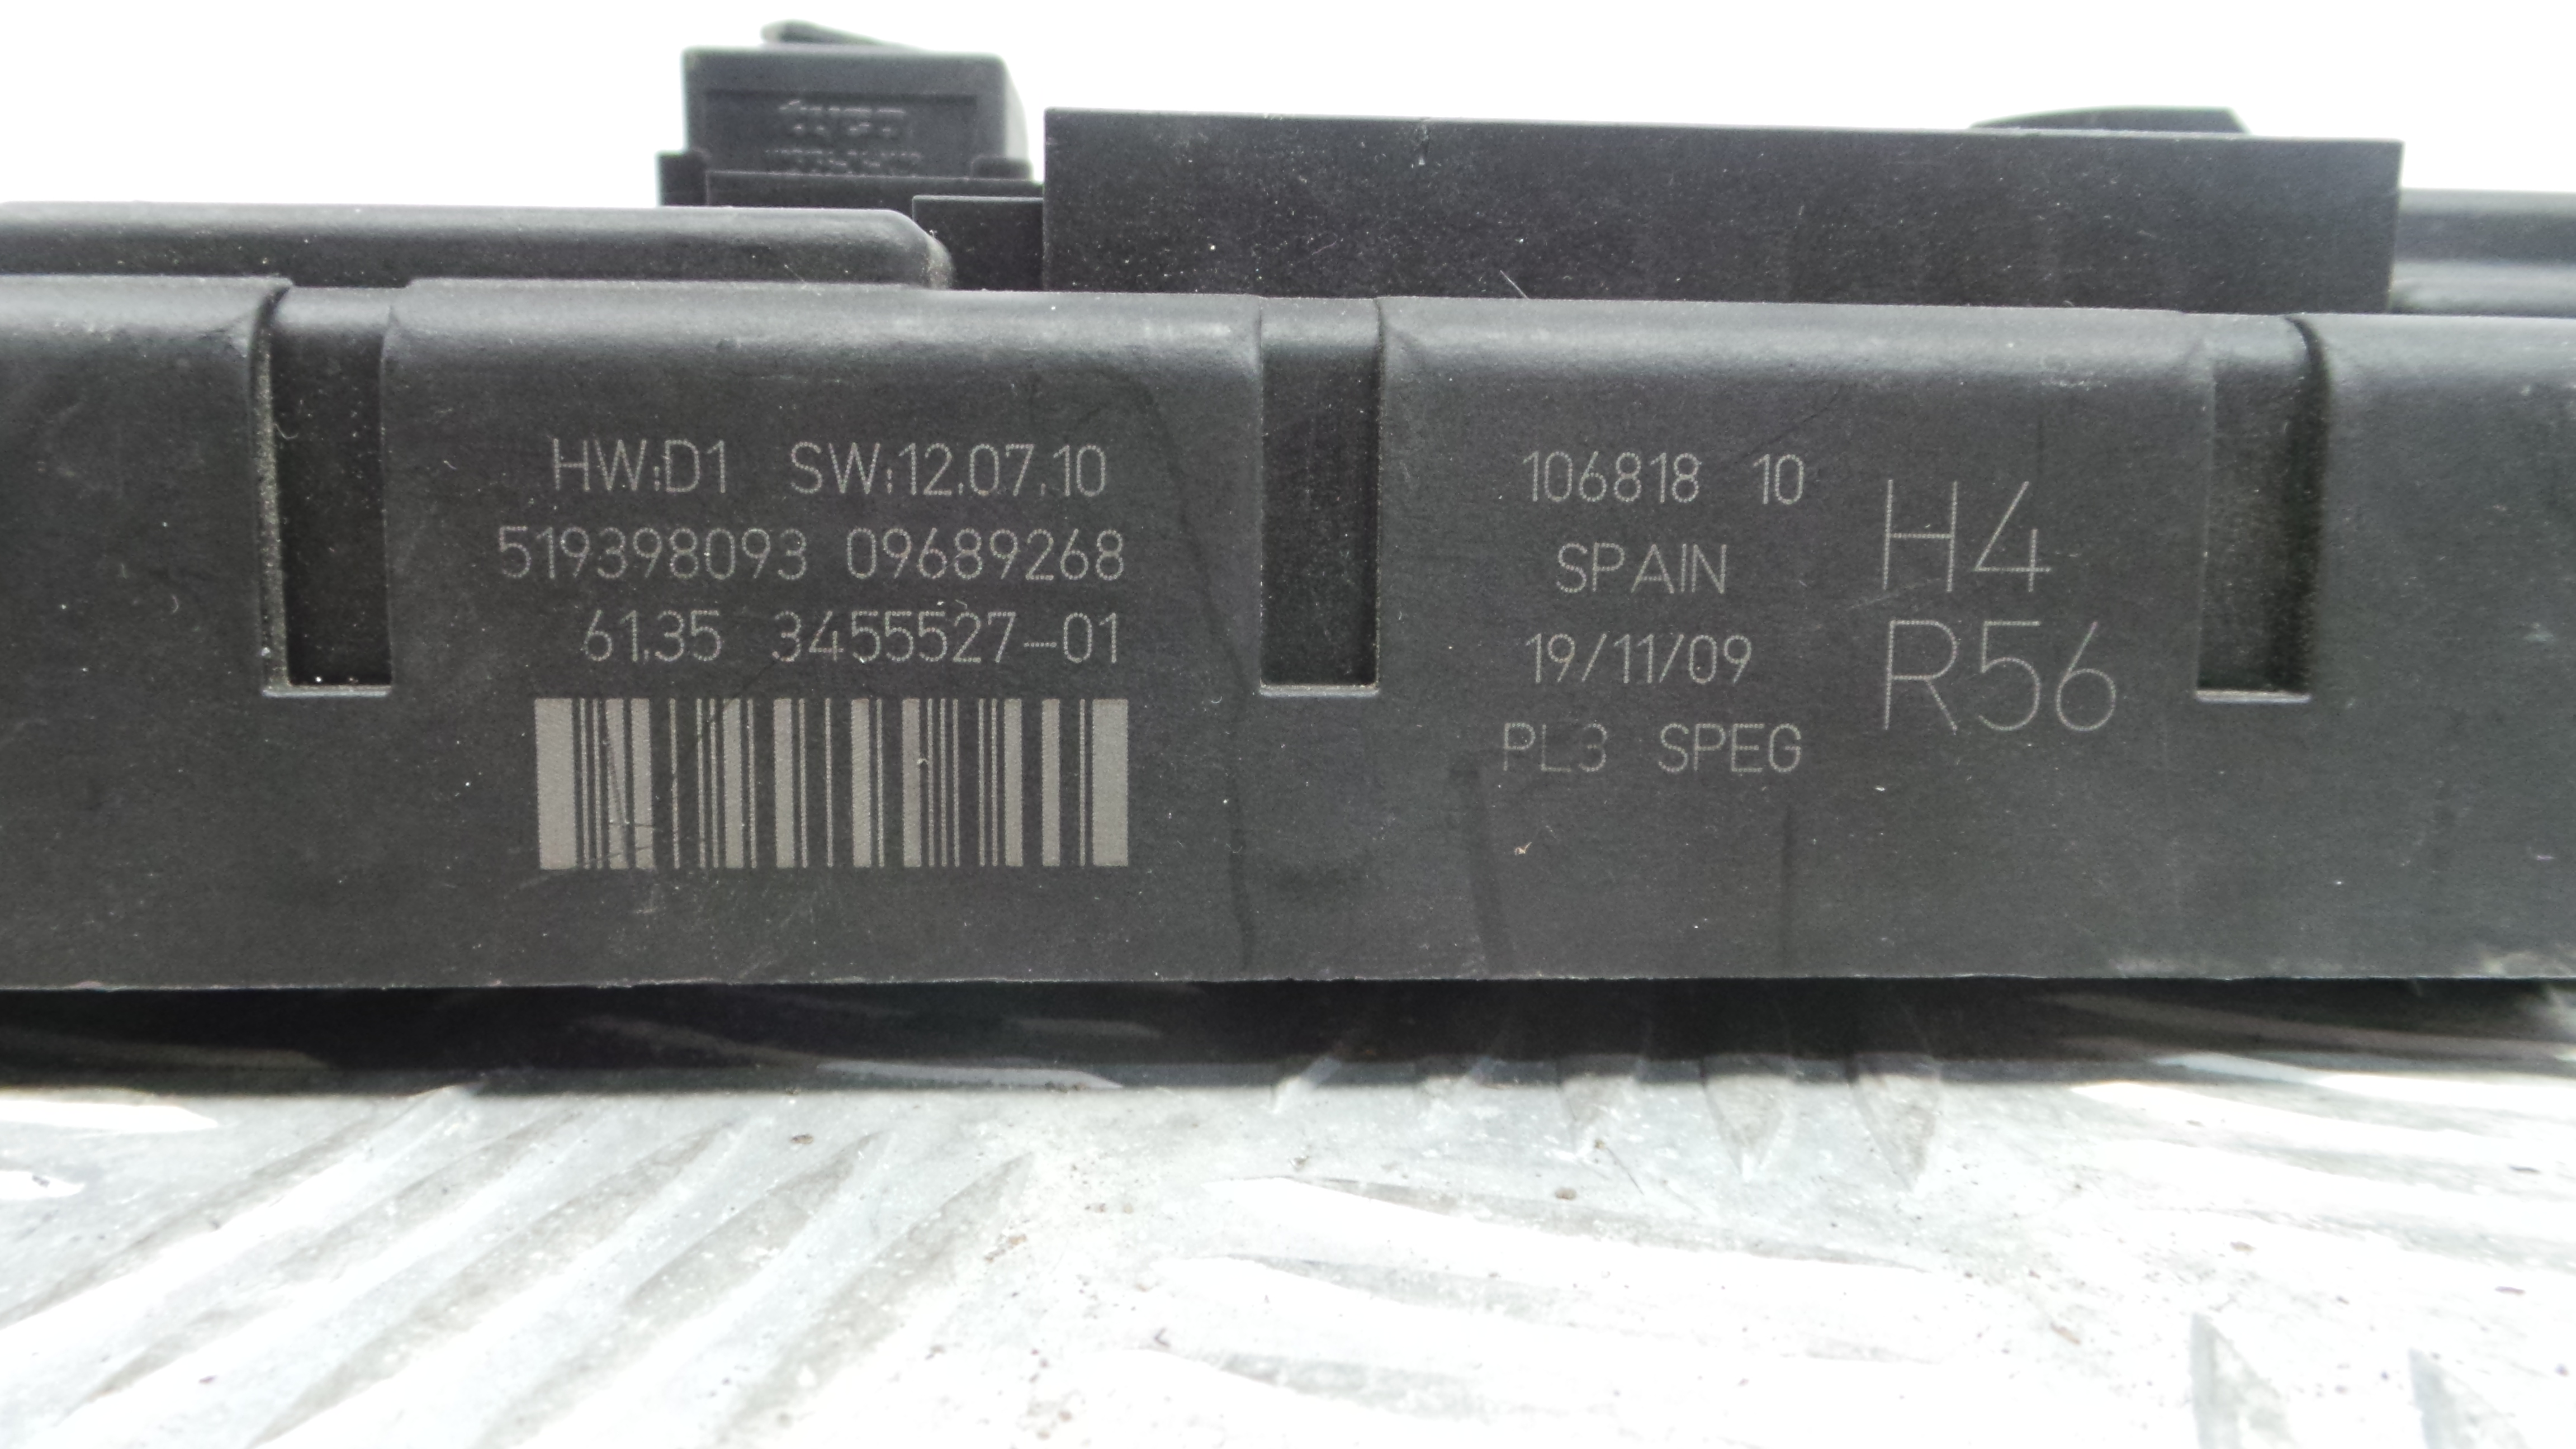 HW:D1 SW:12.07.10
519398093 09689268
61.35 3455527-01
106818 10
SPAIN
19/11/09
PL3 SPEG
H4
R56